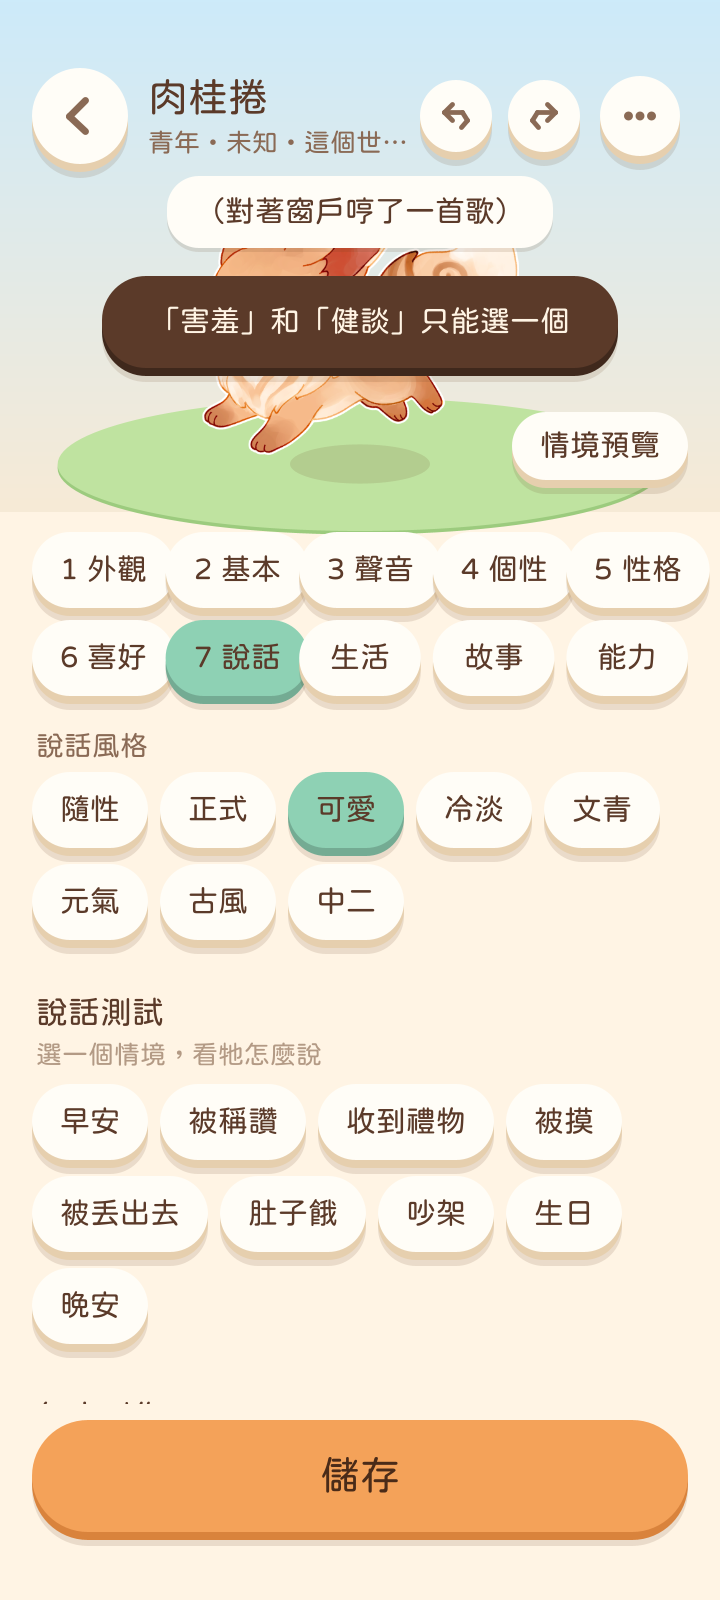 肉桂捲
青年・未知・這個世⋯
（對著窗戶哼了一首歌）
「害羞」和「健談」只能選一個
情境預覽
1 外觀 2 基本 3 聲音 4 個性 5 性格
6 喜好 7 說話 生活 故事 能力
說話風格
隨性 正式 可愛 冷淡 文青
元氣 古風 中二
說話測試
選一個情境，看牠怎麼說
早安 被稱讚 收到禮物 被摸
被丟出去 肚子餓 吵架 生日
晚安
儲存